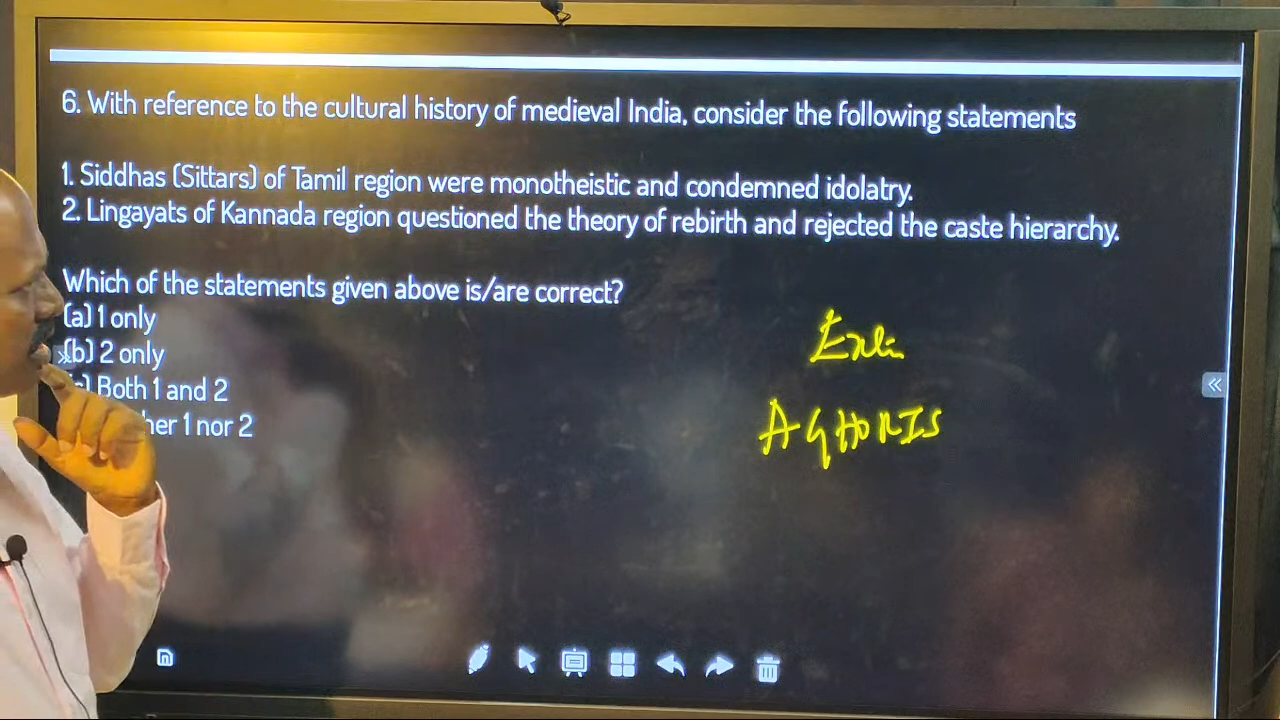 6. With reference to the cultural history of medieval India, consider the following statements
1. Siddhas (Sittars) of Tamil region were monotheistic and condemned idolatry.
2. Lingayats of Kannada region questioned the theory of rebirth and rejected the caste hierarchy.
Which of the statements given above is/are correct?
(a) 1 only
(b) 2 only
Both 1 and 2
her 1 nor 2
AGHORIS